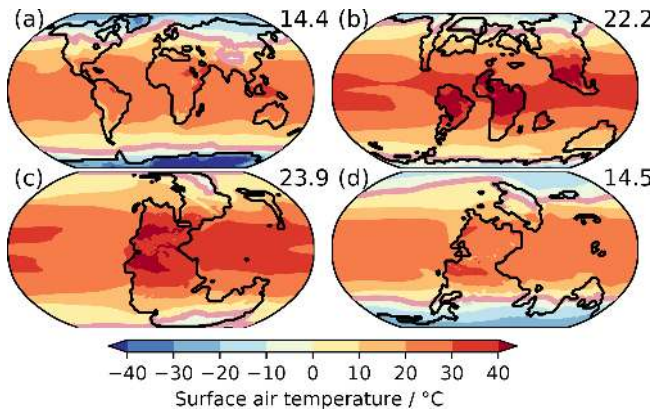 (a) 14.4 (b) 22.2
(c) 23.9 (d) 14.5
−40 −30 −20 −10 0 10 20 30 40
Surface air temperature / °C